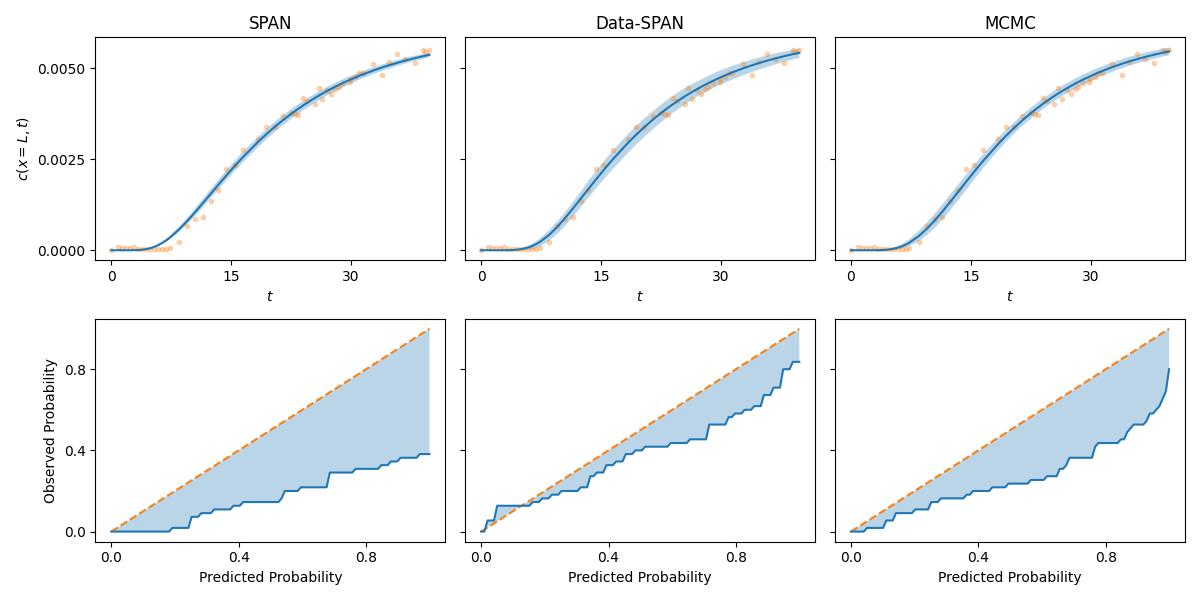 SPAN
Data-SPAN
MCMC
c(x = L, t)
0.0050
0.0025
0.0000
0 15 30
0 15 30
0 15 30
t
t
t
Observed Probability
0.8
0.4
0.0
0.0 0.4 0.8
0.0 0.4 0.8
0.0 0.4 0.8
Predicted Probability
Predicted Probability
Predicted Probability